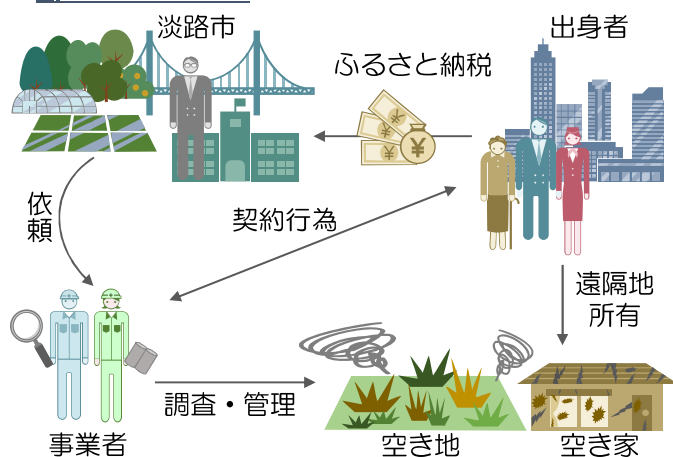 淡路市
出身者
ふるさと納税
依
頼
契約行為
遠隔地
所有
調査・管理
事業者
空き地
空き家